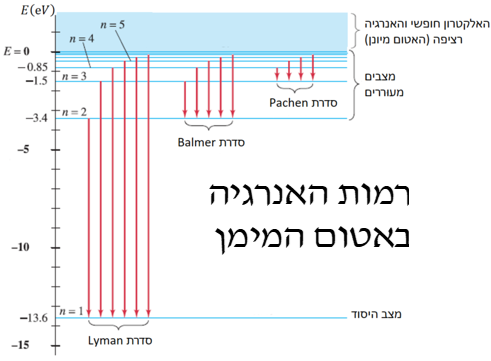 E(eV)
n=5
n=4
E=0
−0.85
n=3
−1.5
n=2
−3.4
−5
−10
n=1
−13.6
−15
האלקטרון חופשי והאנרגיה
רציפה (האטום מיונן)
מצבים
מעוררים
סדרת Pachen
סדרת Balmer
רמות האנרגיה
באטום המימן
מצב היסוד
סדרת Lyman